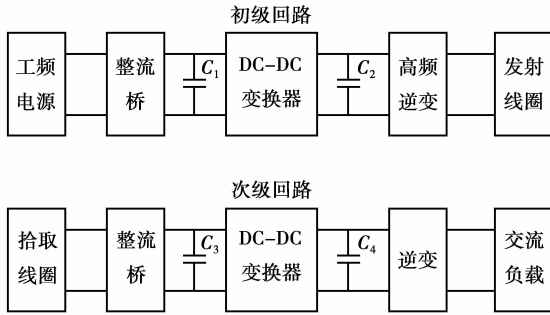 初级回路
工频
电源
整流
桥
C₁
DC-DC
变换器
C₂
高频
逆变
发射
线圈
次级回路
拾取
线圈
整流
桥
C₃
DC-DC
变换器
C₄
逆变
交流
负载